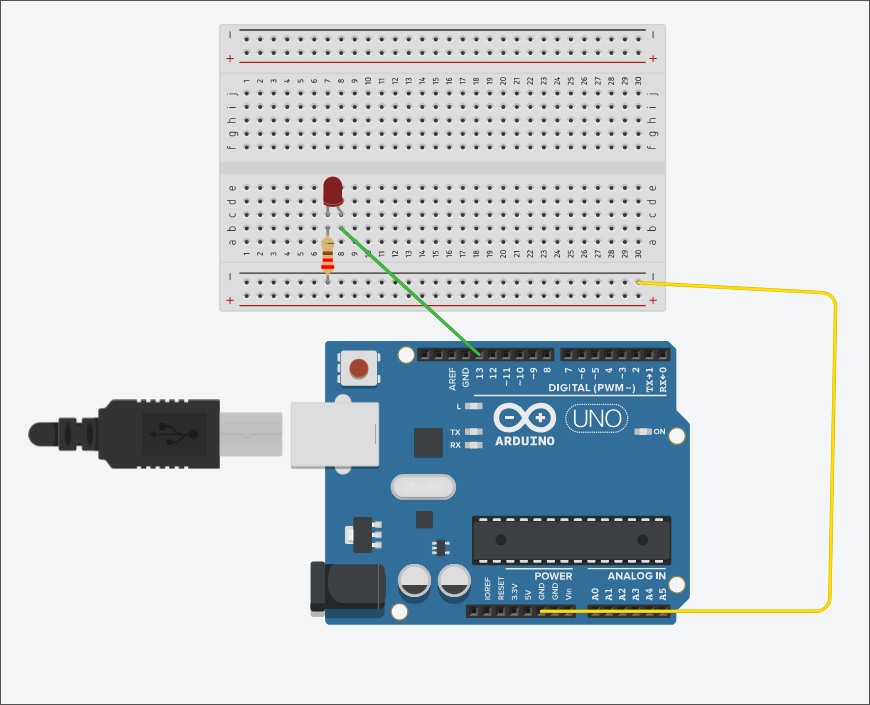 − −
+ +
1 2 3 4 5 6 7 8 9 10 11 12 13 14 15 16 17 18 19 20 21 22 23 24 25 26 27 28 29 30
j j
i i
h h
g g
f f
e e
d d
c c
b b
a a
1 2 3 4 5 6 7 8 9 10 11 12 13 14 15 16 17 18 19 20 21 22 23 24 25 26 27 28 29 30
− −
+ +
AREF GND 13 12 ~11 ~10 ~9 8 7 ~6 ~5 4 ~3 2 TX→1 RX←0
DIGITAL (PWM~)
L
TX
RX
ARDUINO
UNO
ON
POWER ANALOG IN
IOREF RESET 3.3V 5V GND GND Vin A0 A1 A2 A3 A4 A5